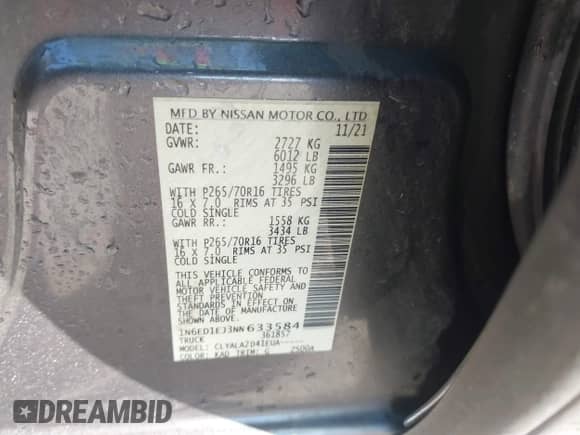 MFD BY NISSAN MOTOR CO., LTD
DATE: 11/21
GVWR: 2727 KG
6012 LB
GAWR FR.: 1495 KG
3296 LB
WITH P265/70R16 TIRES
16 X 7.0 RIMS AT 35 PSI
COLD SINGLE
GAWR RR.: 1558 KG
3434 LB
WITH P265/70R16 TIRES
16 X 7.0 RIMS AT 35 PSI
COLD SINGLE
THIS VEHICLE CONFORMS TO
ALL APPLICABLE FEDERAL
MOTOR VEHICLE SAFETY AND
THEFT PREVENTION
STANDARDS IN EFFECT ON
THE DATE OF MANUFACTURE
SHOWN ABOVE.
1N6ED1EJ3NN633584
TRUCK 361857
MODEL: CLYALAZD41EUA-----
COLOR: KAD TRIM: G 2500A
DREAMBID